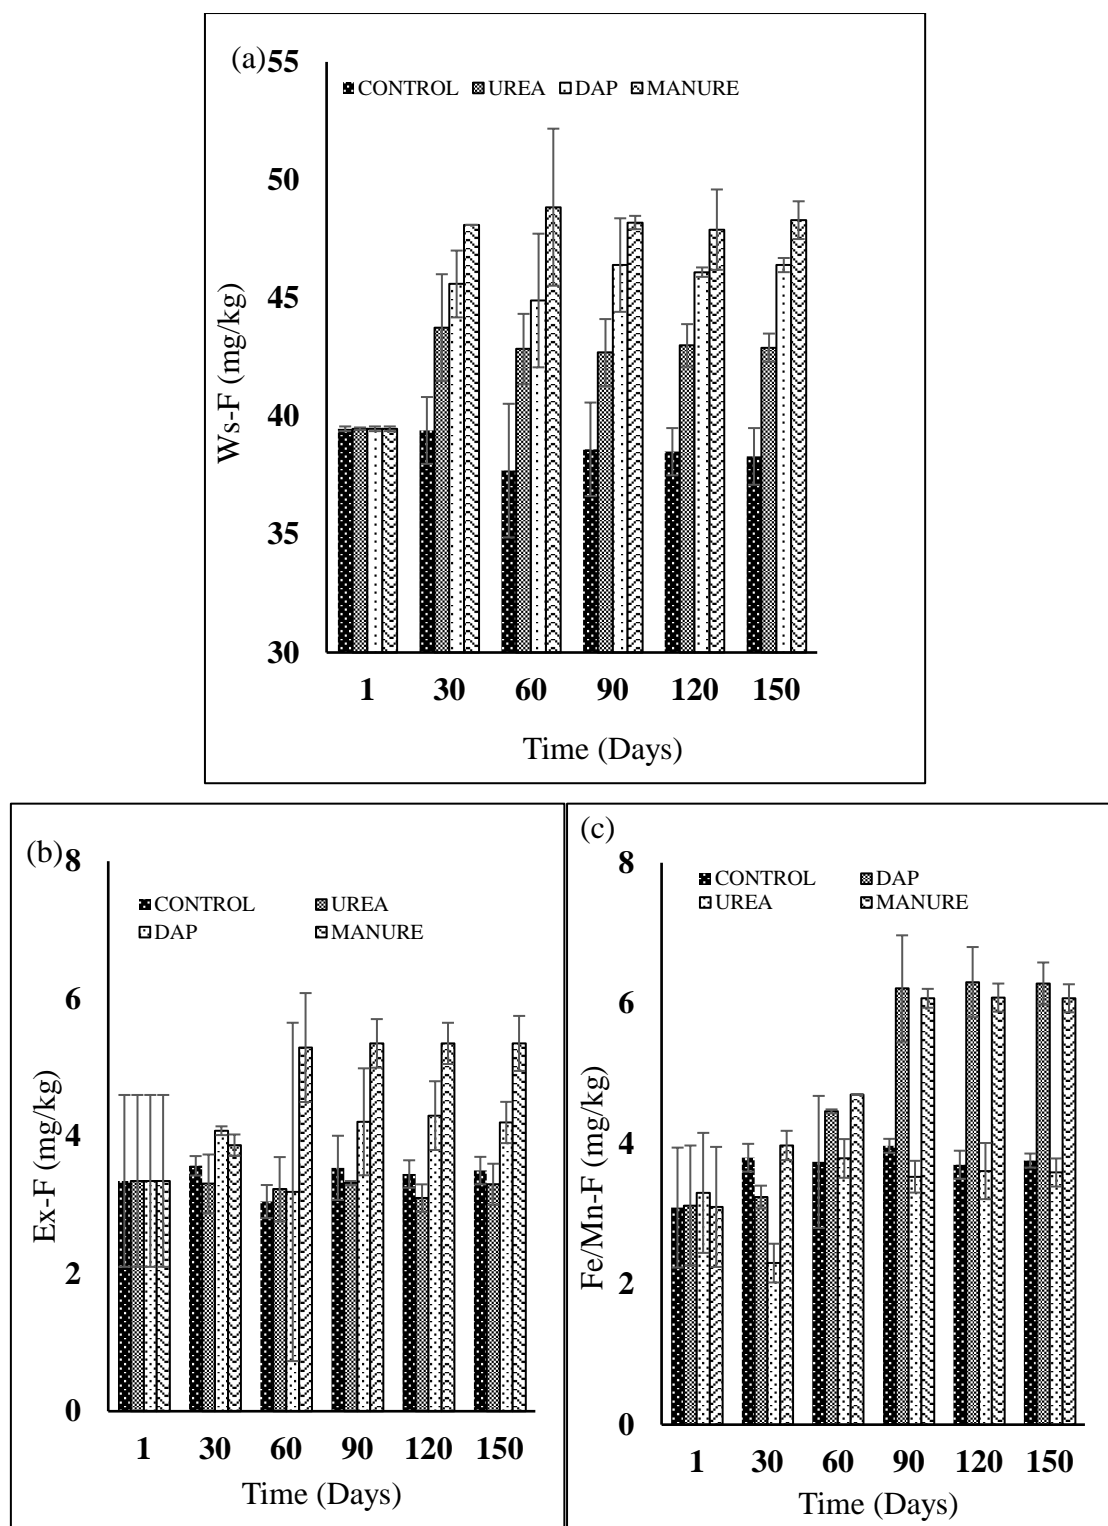 (a)
55
CONTROL UREA DAP MANURE
50
45
40
35
30
Ws-F (mg/kg)
1 30 60 90 120 150
Time (Days)
(b)
8
CONTROL UREA
DAP MANURE
6
4
2
0
Ex-F (mg/kg)
1 30 60 90 120 150
Time (Days)
(c)
8
CONTROL DAP
UREA MANURE
6
4
2
0
Fe/Mn-F (mg/kg)
1 30 60 90 120 150
Time (Days)